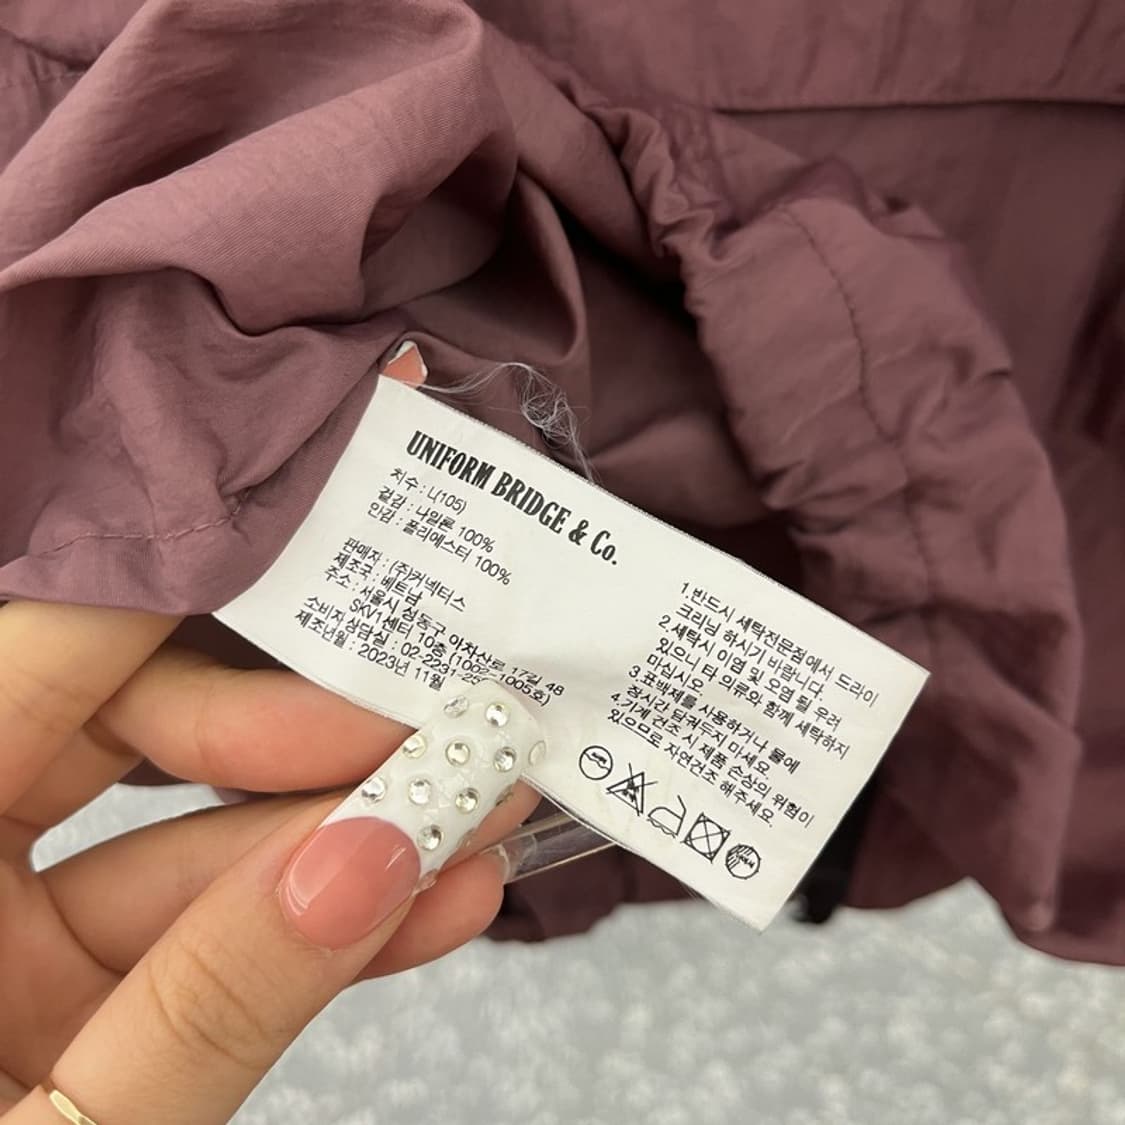 UNIFORM BRIDGE & Co.
치수 : L(105)
겉감 : 나일론 100%
안감 : 폴리에스터 100%
판매자 : (주)커넥터스
제조국 : 베트남
주소 : 서울시 성동구 아차산로 17길 48
SKV1센터 10층 (1002-1005호)
소비자 상담실 : 02-2231-25
제조년월 : 2023년 11월
1.반드시 세탁전문점에서 드라이
크리닝 하시기 바랍니다.
2.세탁시 이염 및 오염 될 우려
있으니 타 의류와 함께 세탁하지
마십시오.
3.표백제를 사용하거나 물에
장시간 담궈두지 마세요.
4.기계 건조 시 제품 손상의 위험이
있으므로 자연건조 해주세요.